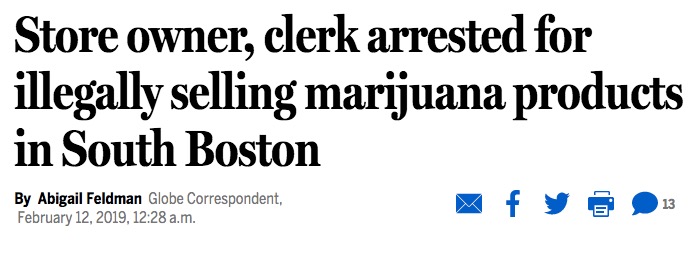 Store owner, clerk arrested for
illegally selling marijuana products
in South Boston
By Abigail Feldman Globe Correspondent,
February 12, 2019, 12:28 a.m.
13